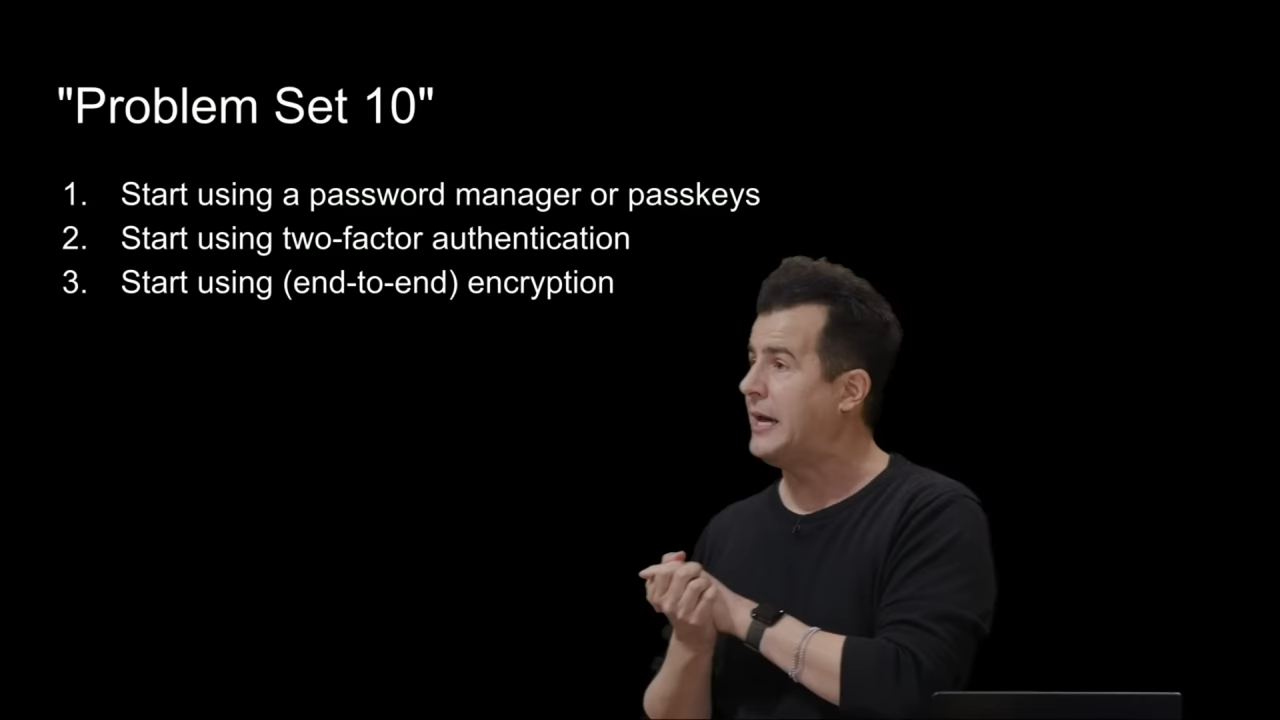 "Problem Set 10"
1. Start using a password manager or passkeys
2. Start using two-factor authentication
3. Start using (end-to-end) encryption